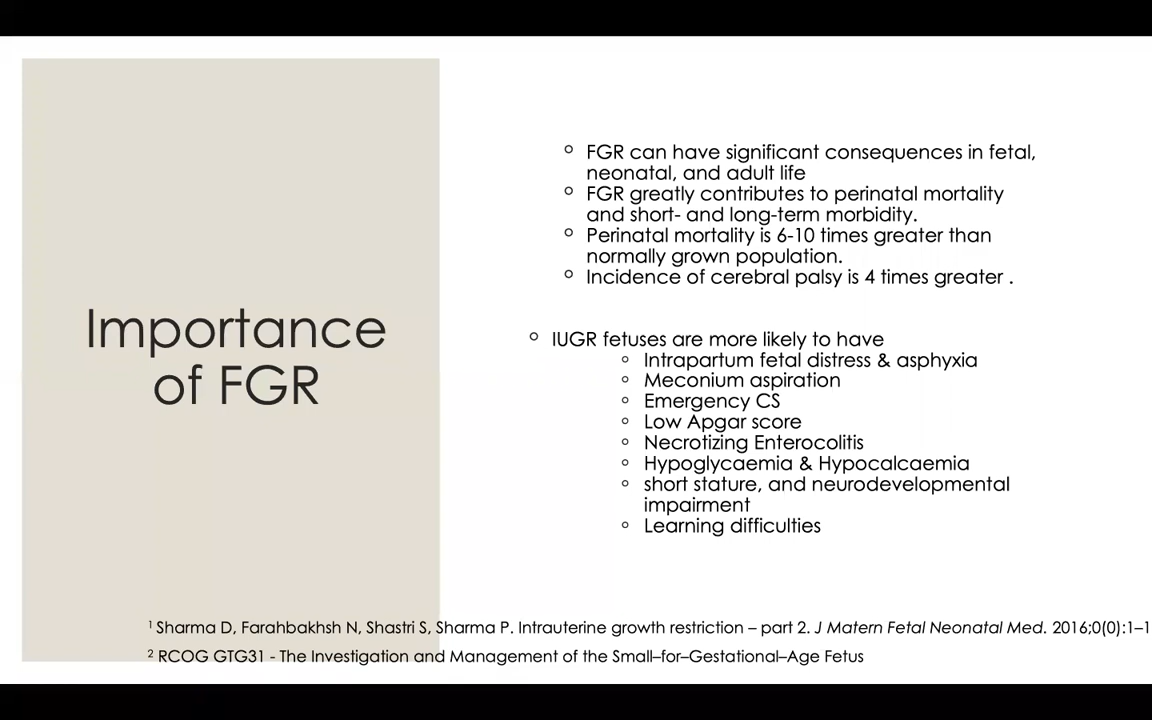 Importance
of FGR
° FGR can have significant consequences in fetal,
neonatal, and adult life
° FGR greatly contributes to perinatal mortality
and short- and long-term morbidity.
° Perinatal mortality is 6-10 times greater than
normally grown population.
° Incidence of cerebral palsy is 4 times greater .
° IUGR fetuses are more likely to have
° Intrapartum fetal distress & asphyxia
° Meconium aspiration
° Emergency CS
° Low Apgar score
° Necrotizing Enterocolitis
° Hypoglycaemia & Hypocalcaemia
° short stature, and neurodevelopmental
impairment
° Learning difficulties
¹ Sharma D, Farahbakhsh N, Shastri S, Sharma P. Intrauterine growth restriction – part 2. J Matern Fetal Neonatal Med. 2016;0(0):1–1
² RCOG GTG31 - The Investigation and Management of the Small–for–Gestational–Age Fetus